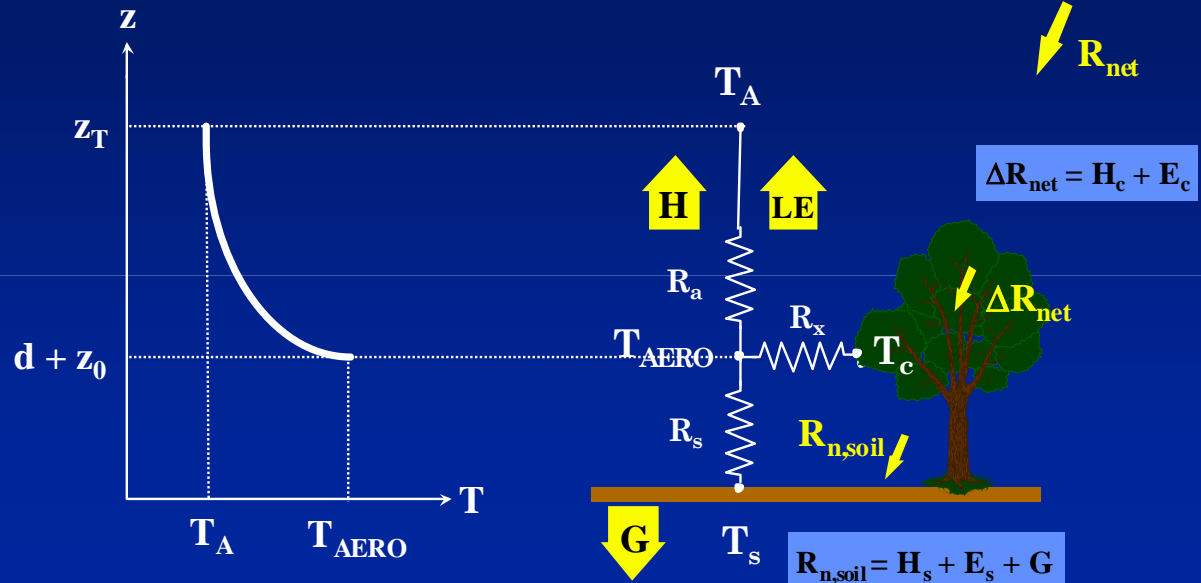 z
R_net
T_A
z_T
ΔR_net = H_c + E_c
H
LE
R_a
ΔR_net
R_x
d + z_0
T_AERO
T_c
R_s
R_n,soil
T
T_A
T_AERO
G
T_s
R_n,soil = H_s + E_s + G